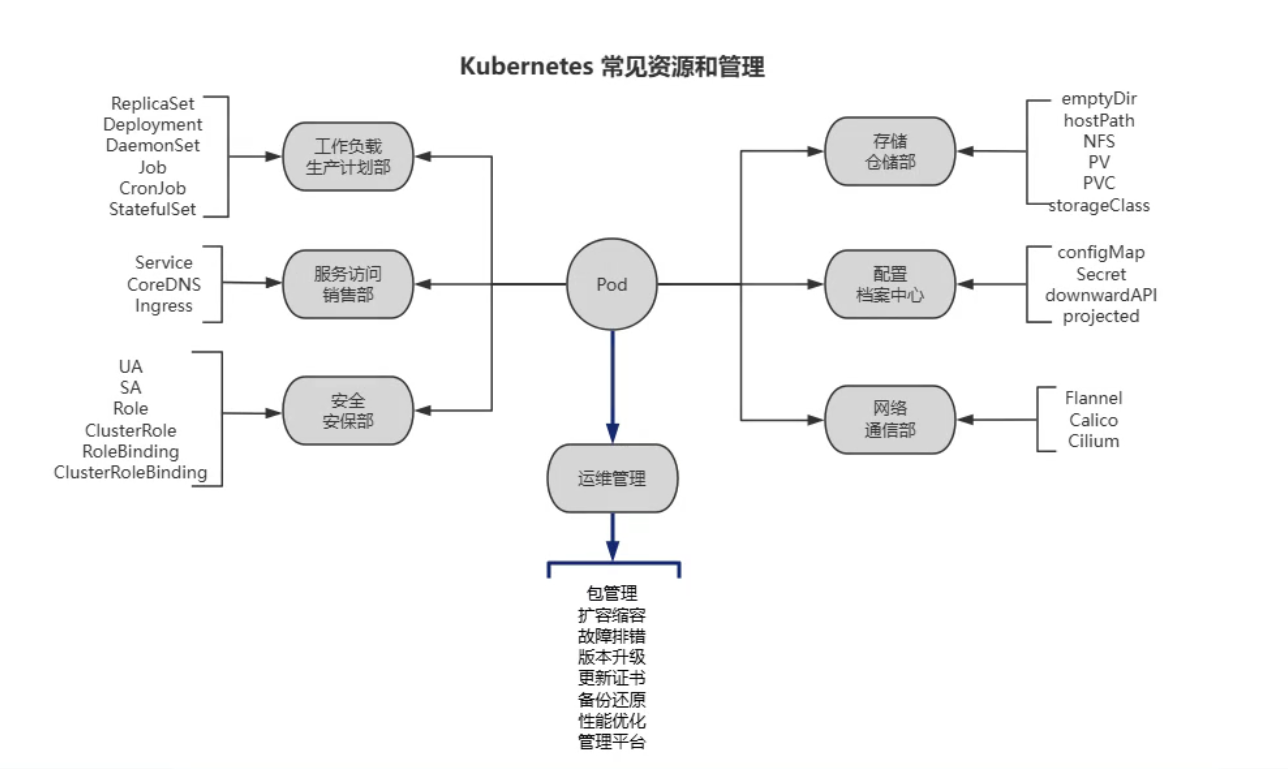 Kubernetes 常见资源和管理
ReplicaSet
Deployment
DaemonSet
Job
CronJob
StatefulSet
工作负载
生产计划部
Service
CoreDNS
Ingress
服务访问
销售部
UA
SA
Role
ClusterRole
RoleBinding
ClusterRoleBinding
安全
安保部
Pod
运维管理
包管理
扩容缩容
故障排错
版本升级
更新证书
备份还原
性能优化
管理平台
存储
仓储部
emptyDir
hostPath
NFS
PV
PVC
storageClass
配置
档案中心
configMap
Secret
downwardAPI
projected
网络
通信部
Flannel
Calico
Cilium